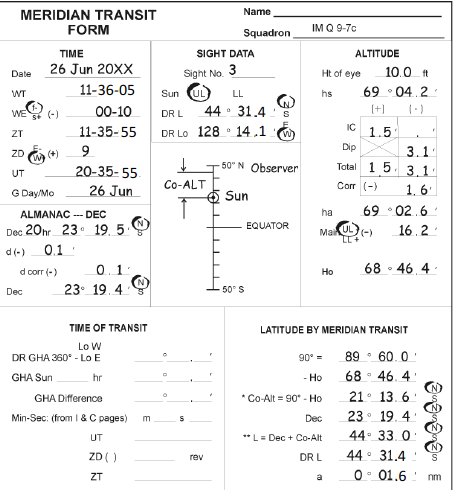 MERIDIAN TRANSIT
FORM
Name
Squadron IM Q 9-7c
TIME
Date 26 Jun 20XX
WT 11-36-05
WE f- s+ (-) 00-10
ZT 11-35-55
ZD E- W (+) 9
UT 20-35-55
G Day/Mo 26 Jun
SIGHT DATA
Sight No. 3
Sun UL LL
DR L 44 ° 31.4 ' N S
DR Lo 128 ° 14.1 ' E W
Co-ALT
50° N Observer
Sun
EQUATOR
50° S
ALTITUDE
Ht of eye 10.0 ft
hs 69 ° 04.2 '
(+) (-)
IC 1.5 ' . '
Dip 3.1 '
Total 1.5 ' 3.1 '
Corr (-) 1.6 '
ha 69 ° 02.6 '
Main UL LL + (-) 16.2 '
Ho 68 ° 46.4 '
ALMANAC --- DEC
Dec 20 hr 23 ° 19.5 ' N S
d (-) 0.1 '
d corr (-) 0.1 '
Dec 23 ° 19.4 ' N S
TIME OF TRANSIT
Lo W
DR GHA 360° - Lo E ° . '
GHA Sun hr ° . '
GHA Difference ° . '
Min-Sec: (from I & C pages) m s
UT
ZD ( ) rev
ZT
LATITUDE BY MERIDIAN TRANSIT
90° = 89 ° 60.0 '
- Ho 68 ° 46.4 '
* Co-Alt = 90° - Ho 21 ° 13.6 ' N S
Dec 23 ° 19.4 ' N S
** L = Dec + Co-Alt 44 ° 33.0 ' N S
DR L 44 ° 31.4 ' N S
a 0 ° 01.6 ' nm